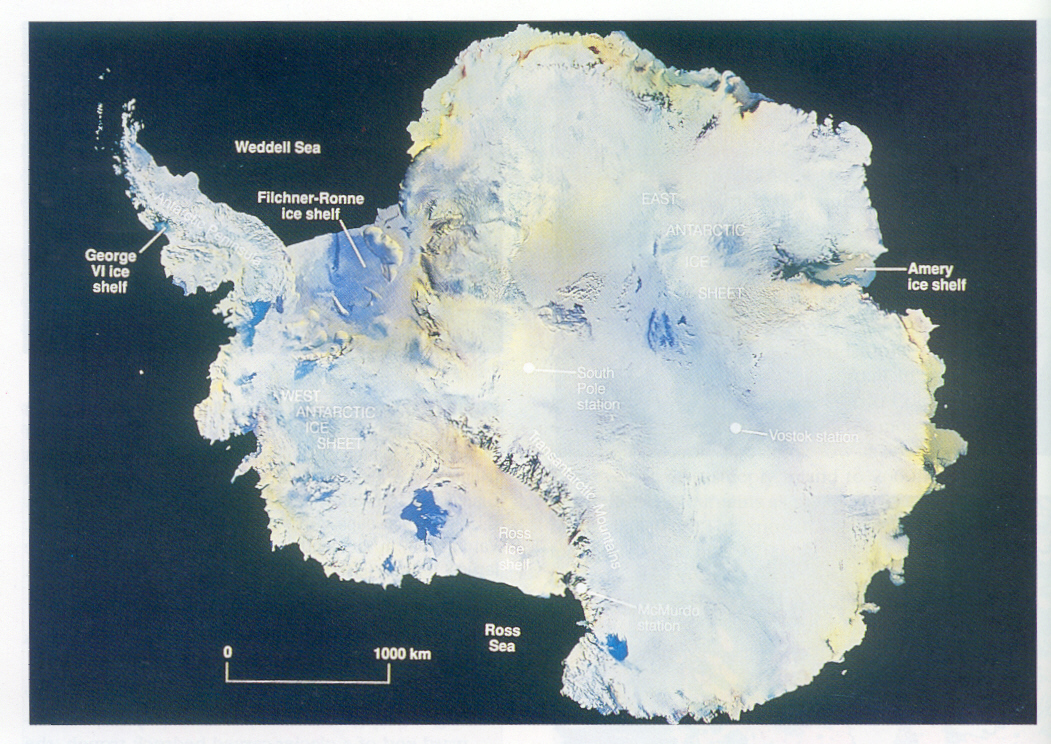 Weddell Sea
Filchner-Ronne
ice shelf
Antarctic Peninsula
George
VI ice
shelf
EAST
ANTARCTIC
ICE
SHEET
Amery
ice shelf
South
Pole
station
WEST
ANTARCTIC
ICE
SHEET
Vostok station
Transantarctic Mountains
Ross
ice
shelf
McMurdo
station
Ross
Sea
0 1000 km